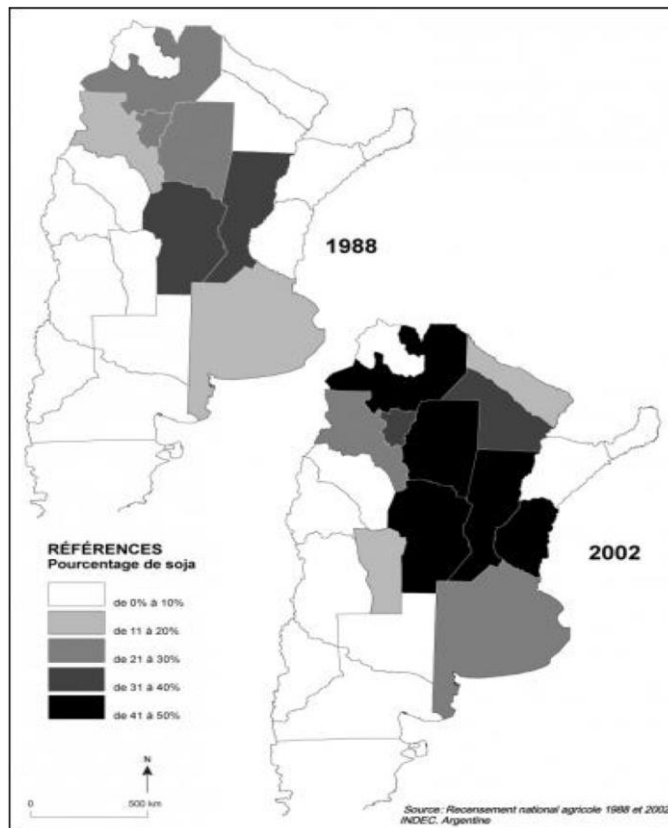 1988
2002
RÉFÉRENCES
Pourcentage de soja
de 0% à 10%
de 11 à 20%
de 21 à 30%
de 31 à 40%
de 41 à 50%
N
0 500 km
Source : Recensement national agricole 1988 et 2002
INDEC. Argentine